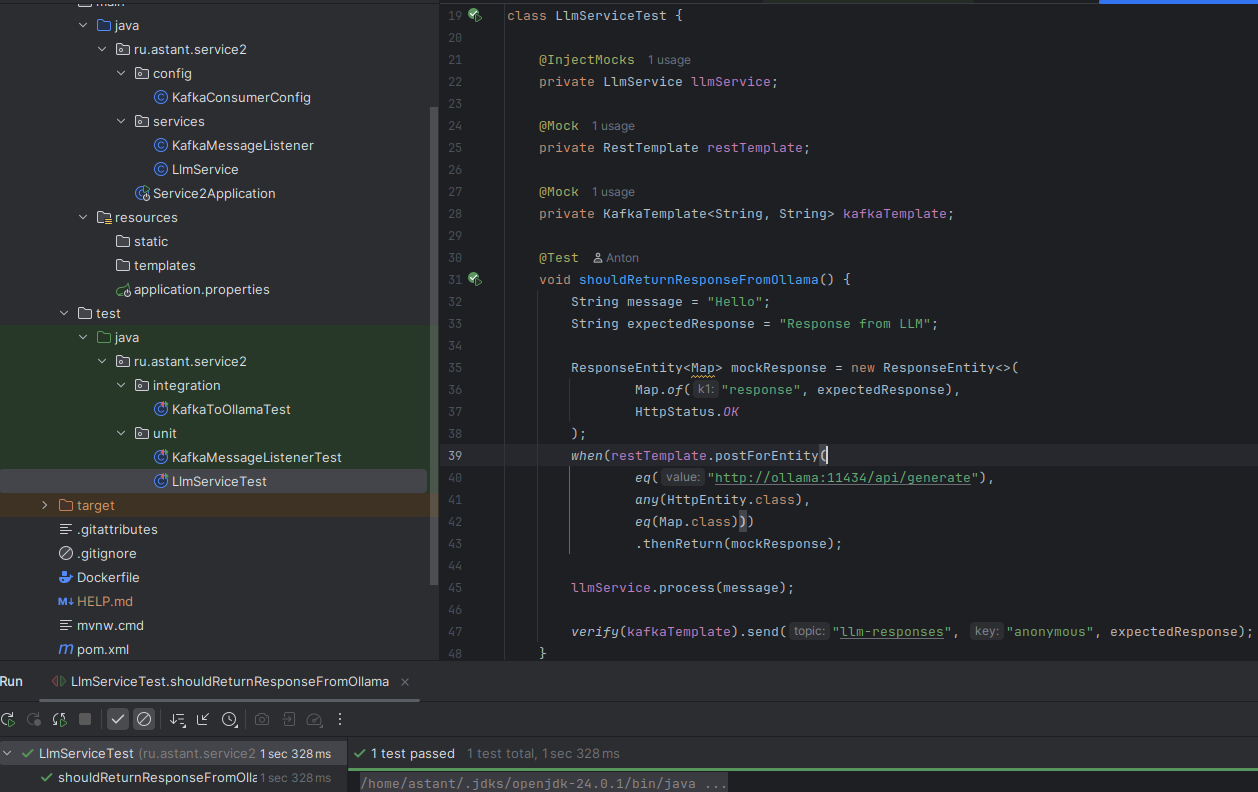 main
java
ru.astant.service2
config
KafkaConsumerConfig
services
KafkaMessageListener
LlmService
Service2Application
resources
static
templates
application.properties
test
java
ru.astant.service2
integration
KafkaToOllamaTest
unit
KafkaMessageListenerTest
LlmServiceTest
target
.gitattributes
.gitignore
Dockerfile
HELP.md
mvnw.cmd
pom.xml
19 class LlmServiceTest {
20
21 @InjectMocks 1 usage
22 private LlmService llmService;
23
24 @Mock 1 usage
25 private RestTemplate restTemplate;
26
27 @Mock 1 usage
28 private KafkaTemplate<String, String> kafkaTemplate;
29
30 @Test Anton
31 void shouldReturnResponseFromOllama() {
32 String message = "Hello";
33 String expectedResponse = "Response from LLM";
34
35 ResponseEntity<Map> mockResponse = new ResponseEntity<>(
36 Map.of( k1: "response", expectedResponse),
37 HttpStatus.OK
38 );
39 when(restTemplate.postForEntity(
40 eq( value: "http://ollama:11434/api/generate"),
41 any(HttpEntity.class),
42 eq(Map.class)))
43 .thenReturn(mockResponse);
44
45 llmService.process(message);
46
47 verify(kafkaTemplate).send( topic: "llm-responses", key: "anonymous", expectedResponse);
48 }
Run LlmServiceTest.shouldReturnResponseFromOllama ×
LlmServiceTest (ru.astant.service2 1 sec 328 ms
shouldReturnResponseFromOlla 1 sec 328 ms
1 test passed 1 test total, 1 sec 328 ms
/home/astant/.jdks/openjdk-24.0.1/bin/java ...